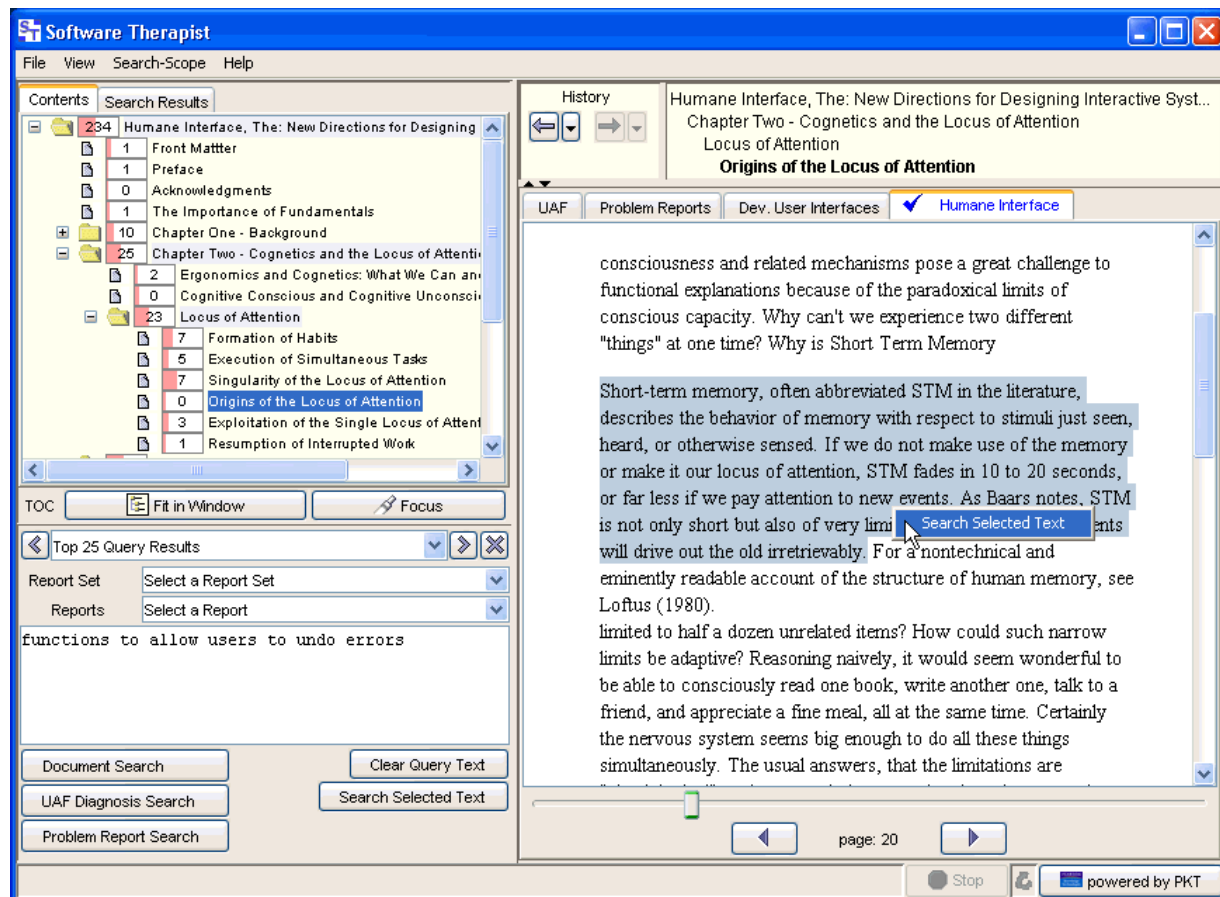 Software Therapist
File View Search-Scope Help
Contents Search Results
234 Humane Interface, The: New Directions for Designing
1 Front Mattter
1 Preface
0 Acknowledgments
1 The Importance of Fundamentals
10 Chapter One - Background
25 Chapter Two - Cognetics and the Locus of Attenti
2 Ergonomics and Cognetics: What We Can an
0 Cognitive Conscious and Cognitive Unconsci
23 Locus of Attention
7 Formation of Habits
5 Execution of Simultaneous Tasks
7 Singularity of the Locus of Attention
0 Origins of the Locus of Attention
3 Exploitation of the Single Locus of Attent
1 Resumption of Interrupted Work
TOC Fit in Window Focus
Top 25 Query Results
Report Set Select a Report Set
Reports Select a Report
functions to allow users to undo errors
Document Search Clear Query Text
UAF Diagnosis Search Search Selected Text
Problem Report Search
History
Humane Interface, The: New Directions for Designing Interactive Syst...
Chapter Two - Cognetics and the Locus of Attention
Locus of Attention
Origins of the Locus of Attention
UAF Problem Reports Dev. User Interfaces Humane Interface
consciousness and related mechanisms pose a great challenge to
functional explanations because of the paradoxical limits of
conscious capacity. Why can't we experience two different
"things" at one time? Why is Short Term Memory
Short-term memory, often abbreviated STM in the literature,
describes the behavior of memory with respect to stimuli just seen,
heard, or otherwise sensed. If we do not make use of the memory
or make it our locus of attention, STM fades in 10 to 20 seconds,
or far less if we pay attention to new events. As Baars notes, STM
is not only short but also of very limi Search Selected Text ents
will drive out the old irretrievably. For a nontechnical and
eminently readable account of the structure of human memory, see
Loftus (1980).
limited to half a dozen unrelated items? How could such narrow
limits be adaptive? Reasoning naively, it would seem wonderful to
be able to consciously read one book, write another one, talk to a
friend, and appreciate a fine meal, all at the same time. Certainly
the nervous system seems big enough to do all these things
simultaneously. The usual answers, that the limitations are
page: 20
Stop powered by PKT